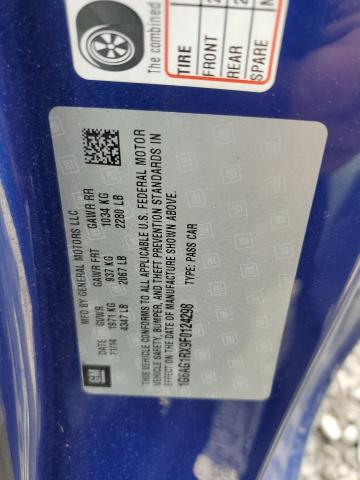 The combined
TIRE
FRONT
REAR
SPARE
MFD BY GENERAL MOTORS LLC
DATE GVWR GAWR FRT GAWR RR
11/14 1971 KG 937 KG 1034 KG
4347 LB 2067 LB 2280 LB
GM
THIS VEHICLE CONFORMS TO ALL APPLICABLE U.S. FEDERAL MOTOR
VEHICLE SAFETY, BUMPER, AND THEFT PREVENTION STANDARDS IN
EFFECT ON THE DATE OF MANUFACTURE SHOWN ABOVE.
1G6AG1RX9F0124298 TYPE: PASS CAR